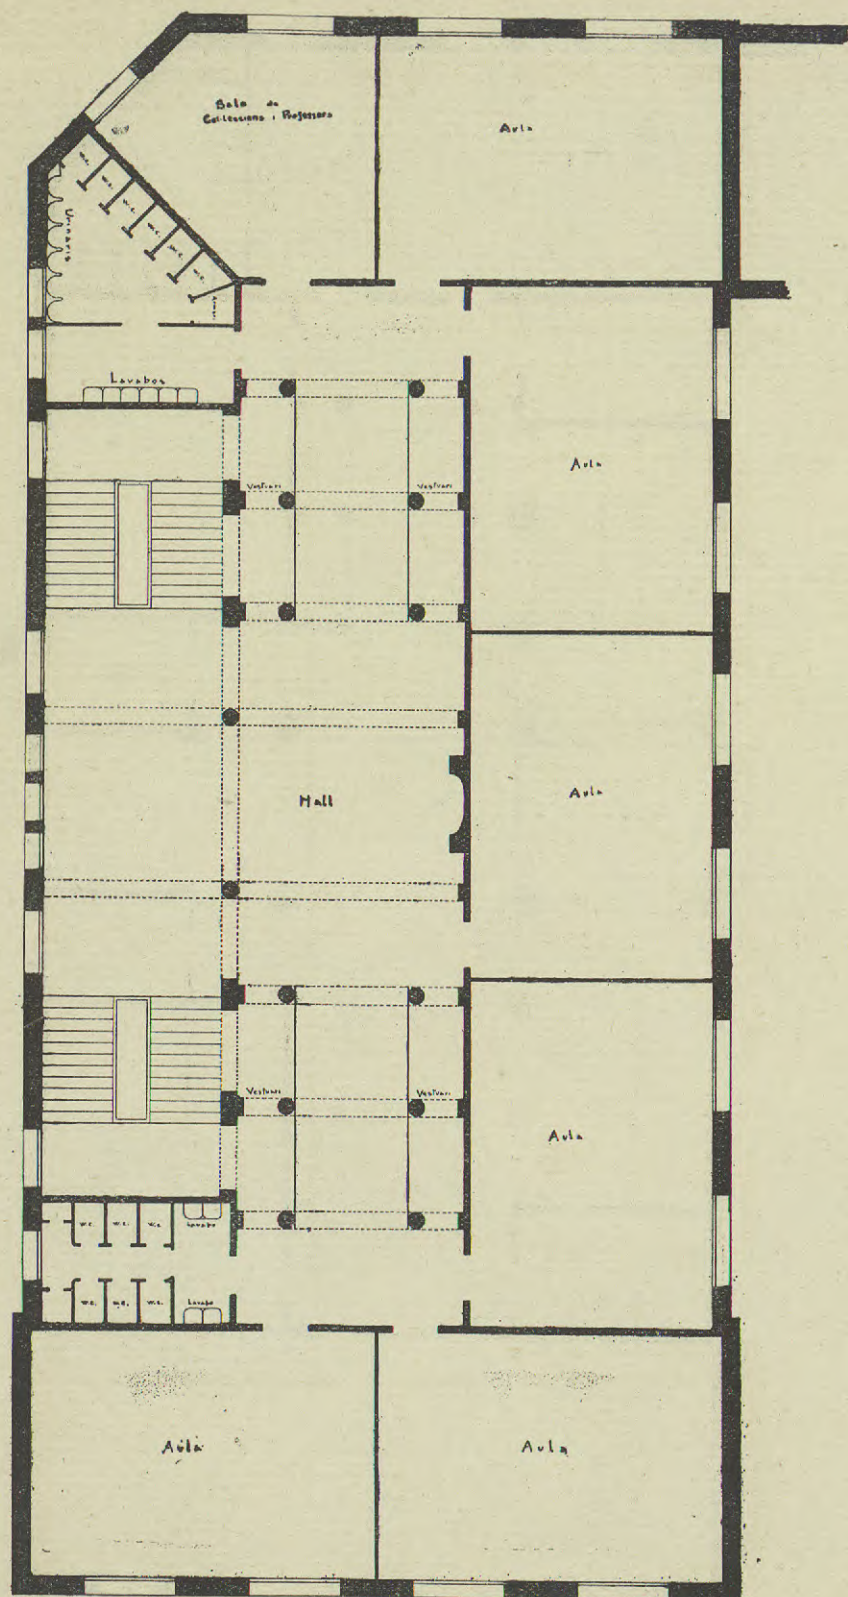 Sala de
Col·leccions i Professors
Aula
w.c.
w.c.
w.c.
w.c.
w.c.
w.c.
Urinaris
Lavabos
Aula
Vestuari
Vestuari
Aula
Hall
Vestuari
Vestuari
Aula
w.c.
w.c.
w.c.
Lavabo
w.c.
w.c.
w.c.
Lavabo
Aula
Aula